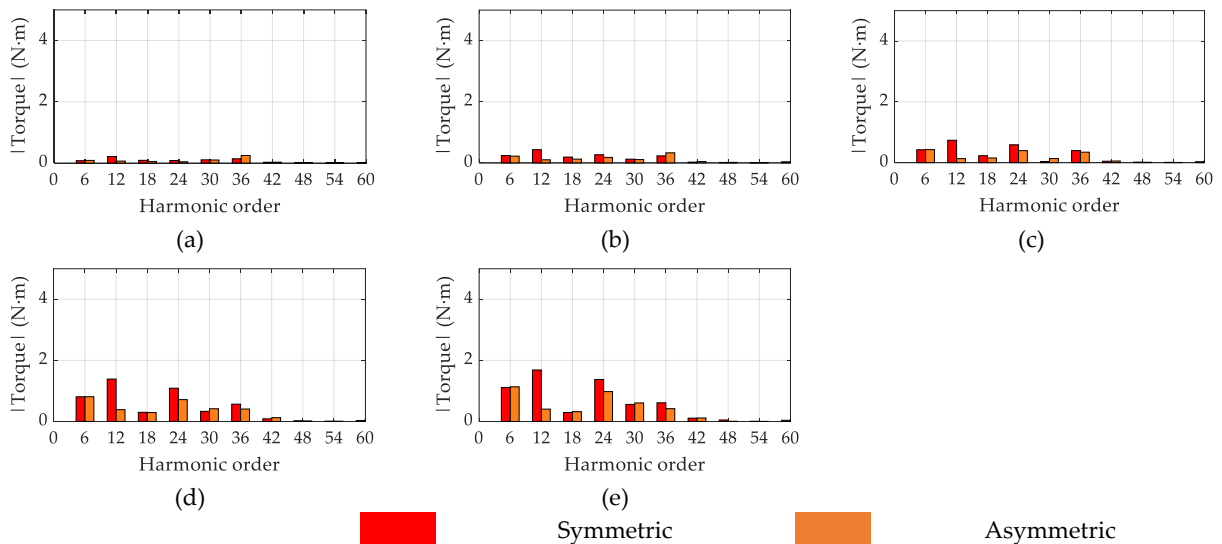 4
2
0
|Torque| (N·m)
0 6 12 18 24 30 36 42 48 54 60
Harmonic order
(a)
4
2
0
|Torque| (N·m)
0 6 12 18 24 30 36 42 48 54 60
Harmonic order
(b)
4
2
0
|Torque| (N·m)
0 6 12 18 24 30 36 42 48 54 60
Harmonic order
(c)
4
2
0
|Torque| (N·m)
0 6 12 18 24 30 36 42 48 54 60
Harmonic order
(d)
4
2
0
|Torque| (N·m)
0 6 12 18 24 30 36 42 48 54 60
Harmonic order
(e)
Symmetric
Asymmetric